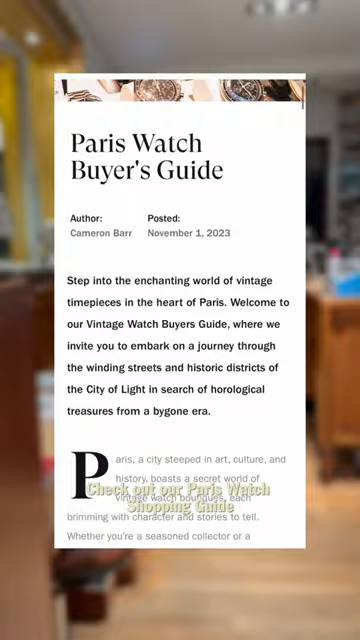 Paris Watch
Buyer's Guide
Author:
Posted:
Cameron Barr
November 1, 2023
Step into the enchanting world of vintage
timepieces in the heart of Paris. Welcome to
our Vintage Watch Buyers Guide, where we
invite you to embark on a journey through
the winding streets and historic districts of
the City of Light in search of horological
treasures from a bygone era.
Paris, a city steeped in art, culture, and
history, boasts a secret world of
vintage watch boutiques, each
brimming with character and stories to tell.
Whether you're a seasoned collector or a
Check out our Paris Watch
Shopping Guide